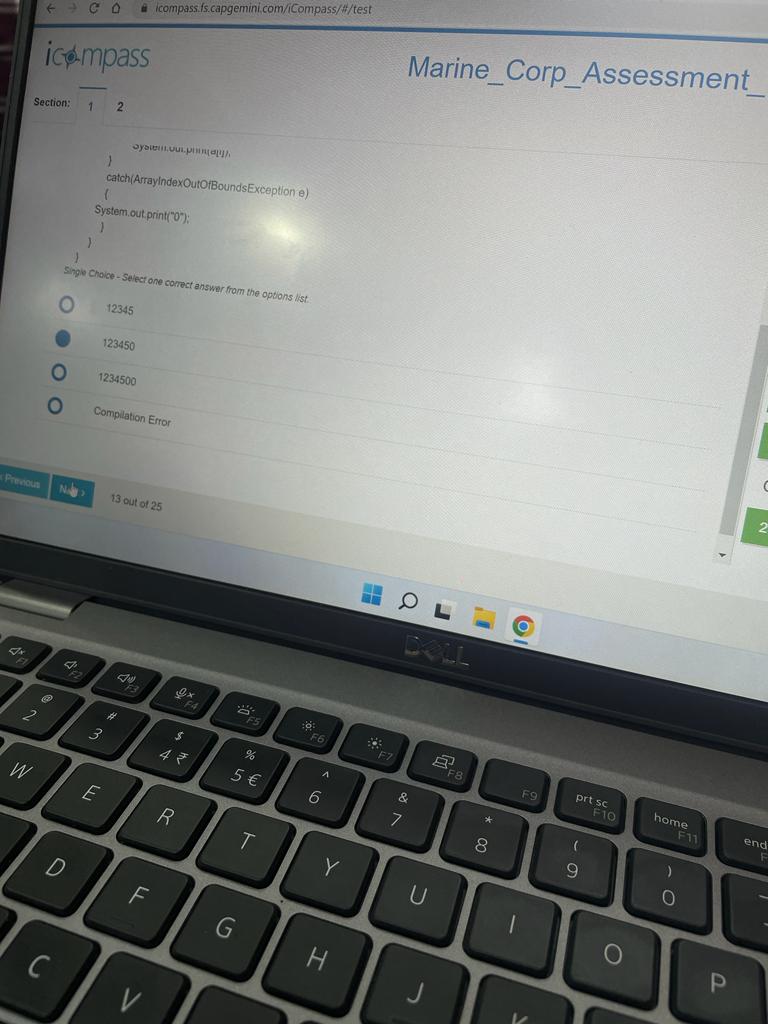 icompass.fs.capgemini.com/iCompass/#/test
icompass
Marine_Corp_Assessment_
Section: 1 2
System.out.print(a[i]);
}
catch(ArrayIndexOutOfBoundsException e)
{
System.out.print("0");
}
}
}
Single Choice - Select one correct answer from the options list.
12345
123450
1234500
Compilation Error
Previous
13 out of 25
2
DELL
F1 F2 F3 F4 F5 F6 F7 F8 F9 prt sc F10 home F11 end
@ 2 # 3 $ 4 ₹ % 5 € ^ 6 & 7 * 8 ( 9 ) 0
W E R T Y U I O P
D F G H J K
C V